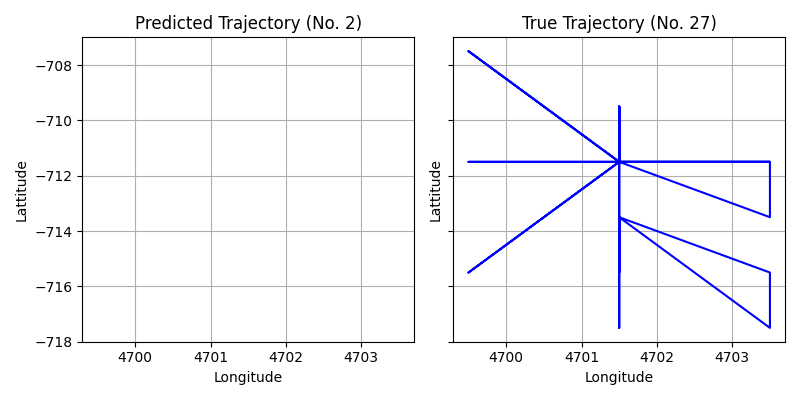 Predicted Trajectory (No. 2)
True Trajectory (No. 27)
−708
−710
−712
−714
−716
−718
Lattitude
4700 4701 4702 4703
Longitude
Lattitude
4700 4701 4702 4703
Longitude